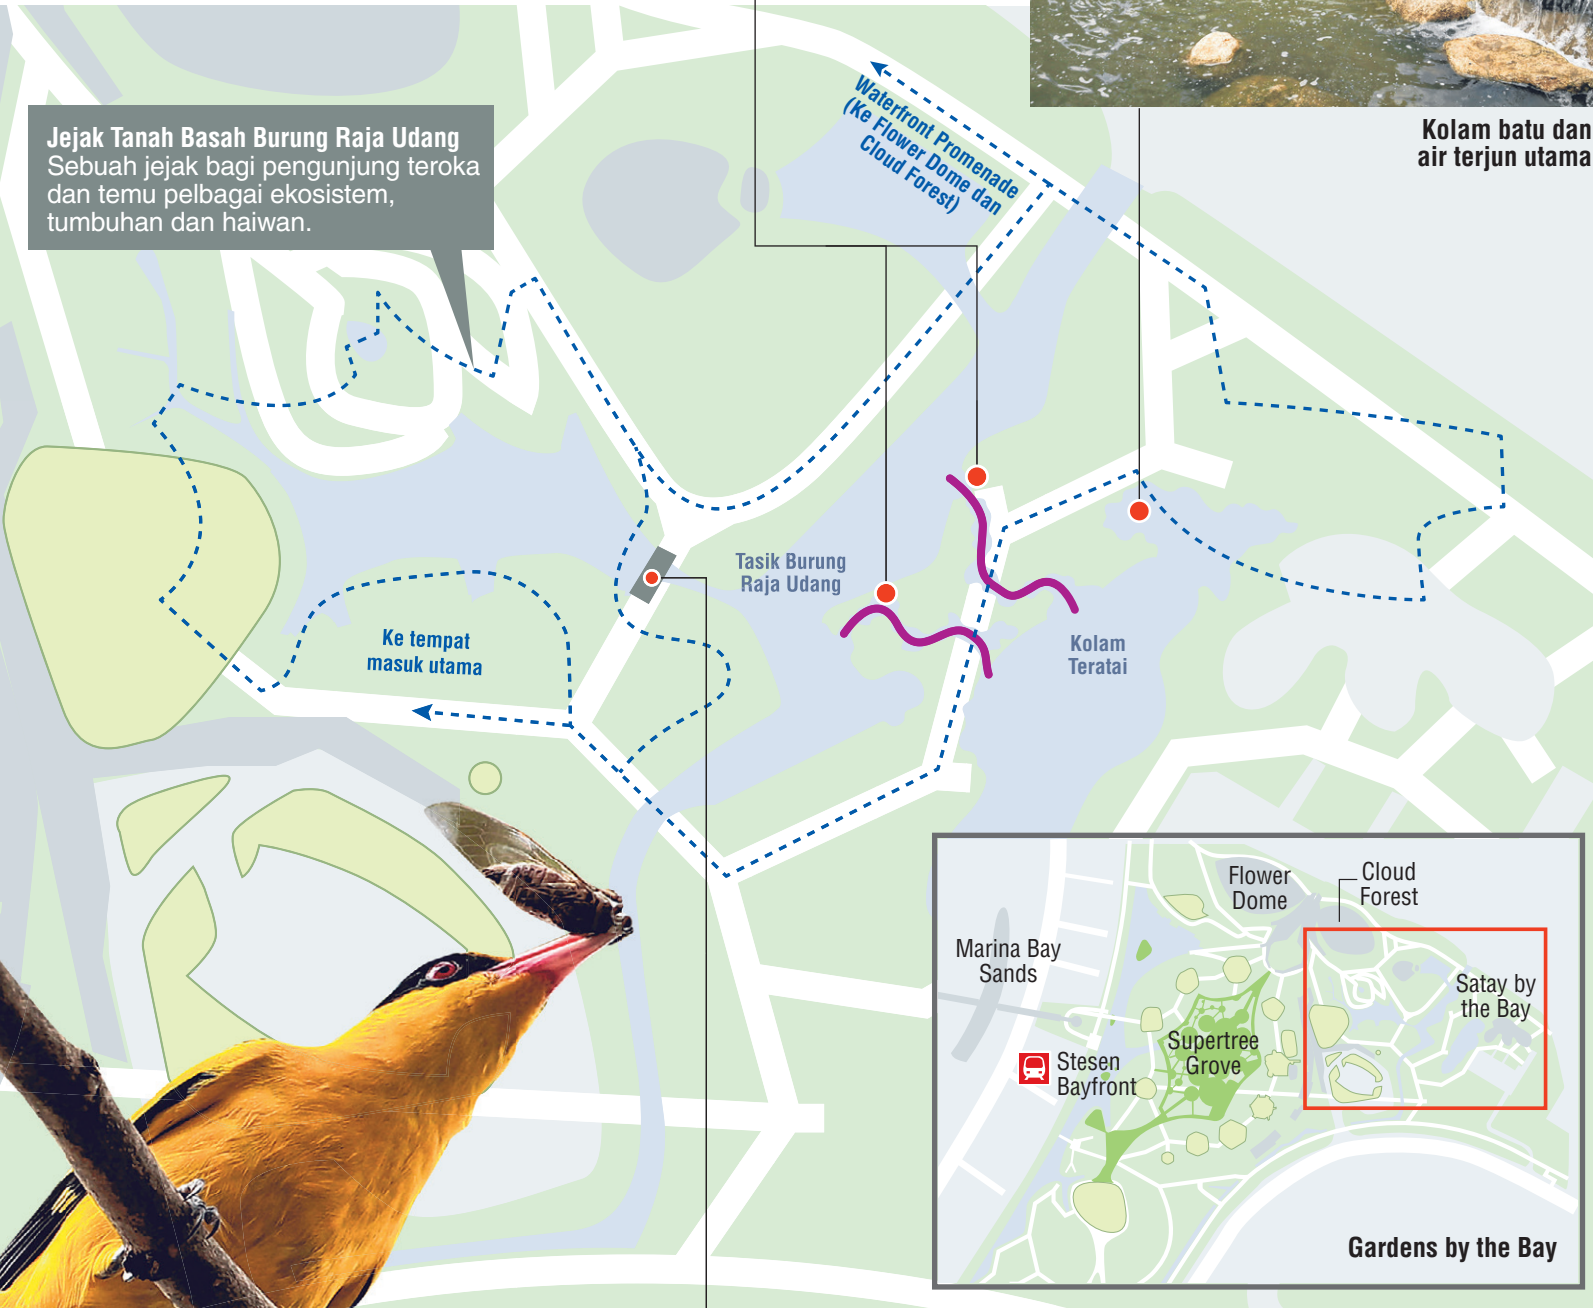 Kolam batu dan
air terjun utama
Jejak Tanah Basah Burung Raja Udang
Sebuah jejak bagi pengunjung teroka
dan temu pelbagai ekosistem,
tumbuhan dan haiwan.
Waterfront Promenade
(Ke Flower Dome dan
Cloud Forest)
Tasik Burung
Raja Udang
Kolam
Teratai
Ke tempat
masuk utama
Flower
Dome
Cloud
Forest
Marina Bay
Sands
Satay by
the Bay
Supertree
Grove
Stesen
Bayfront
Gardens by the Bay